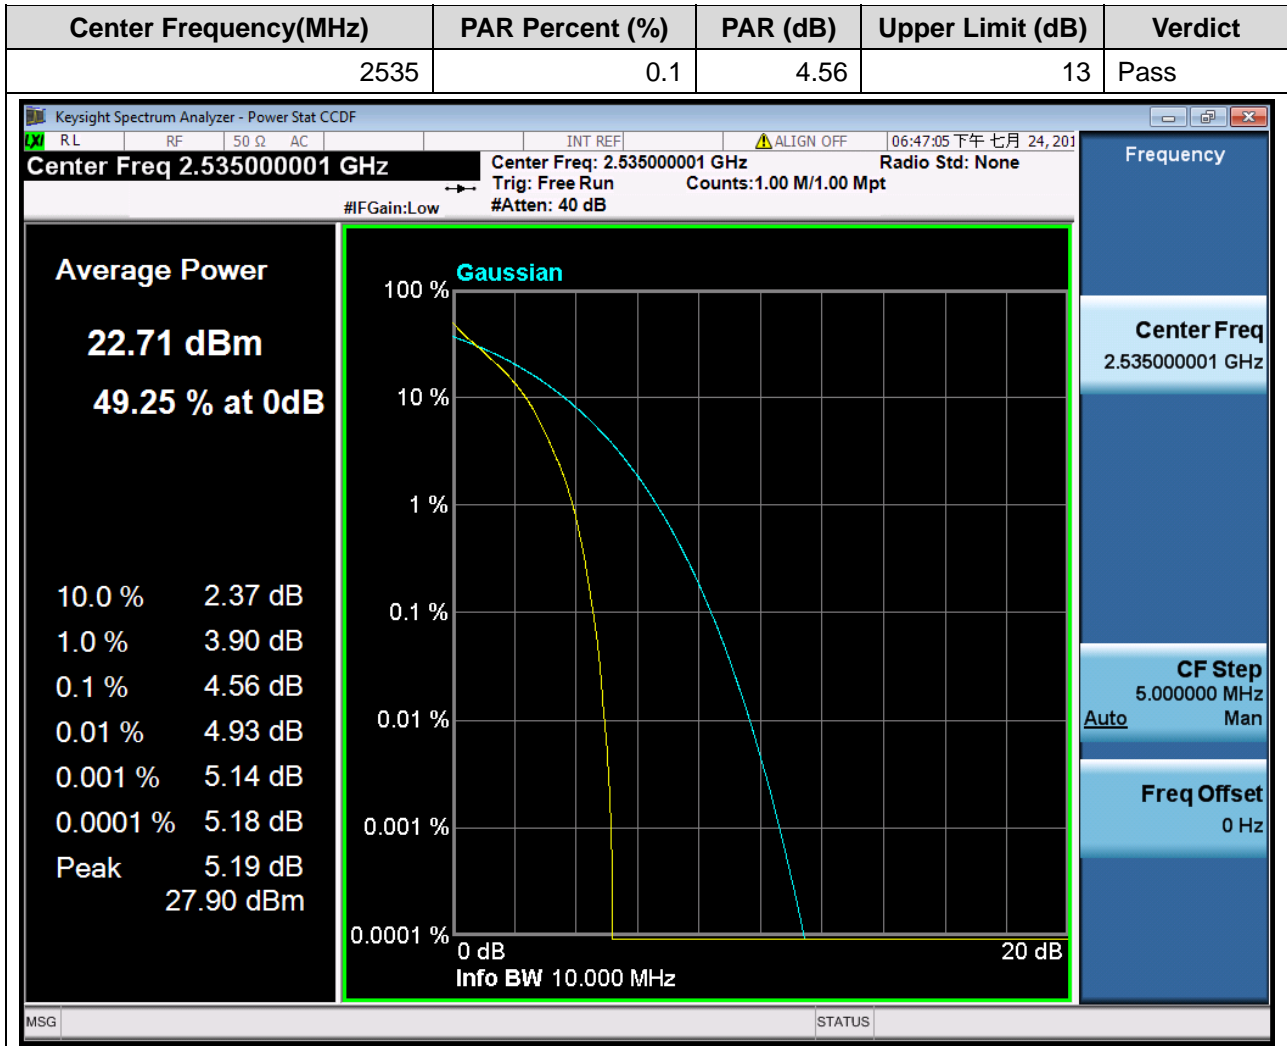 Center Frequency(MHz) PAR Percent (%) PAR (dB) Upper Limit (dB) Verdict
2535 0.1 4.56 13 Pass
Keysight Spectrum Analyzer - Power Stat CCDF
LXI RL RF 50 Ω AC INT REF ALIGN OFF 06:47:05 下午 七月 24, 201
Center Freq 2.535000001 GHz
Center Freq: 2.535000001 GHz Radio Std: None
Trig: Free Run Counts:1.00 M/1.00 Mpt
#IFGain:Low #Atten: 40 dB
Frequency
Average Power
22.71 dBm
49.25 % at 0dB
10.0 % 2.37 dB
1.0 % 3.90 dB
0.1 % 4.56 dB
0.01 % 4.93 dB
0.001 % 5.14 dB
0.0001 % 5.18 dB
Peak 5.19 dB
27.90 dBm
Gaussian
100 %
10 %
1 %
0.1 %
0.01 %
0.001 %
0.0001 %
0 dB 20 dB
Info BW 10.000 MHz
Center Freq
2.535000001 GHz
CF Step
5.000000 MHz
Auto Man
Freq Offset
0 Hz
MSG STATUS